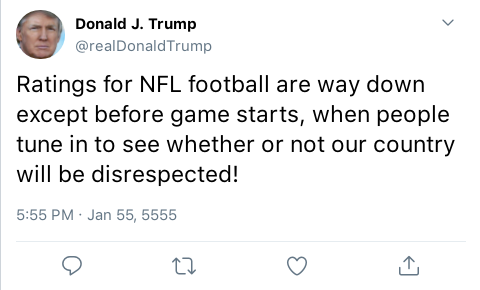 Donald J. Trump
@realDonaldTrump
Ratings for NFL football are way down
except before game starts, when people
tune in to see whether or not our country
will be disrespected!
5:55 PM · Jan 55, 5555